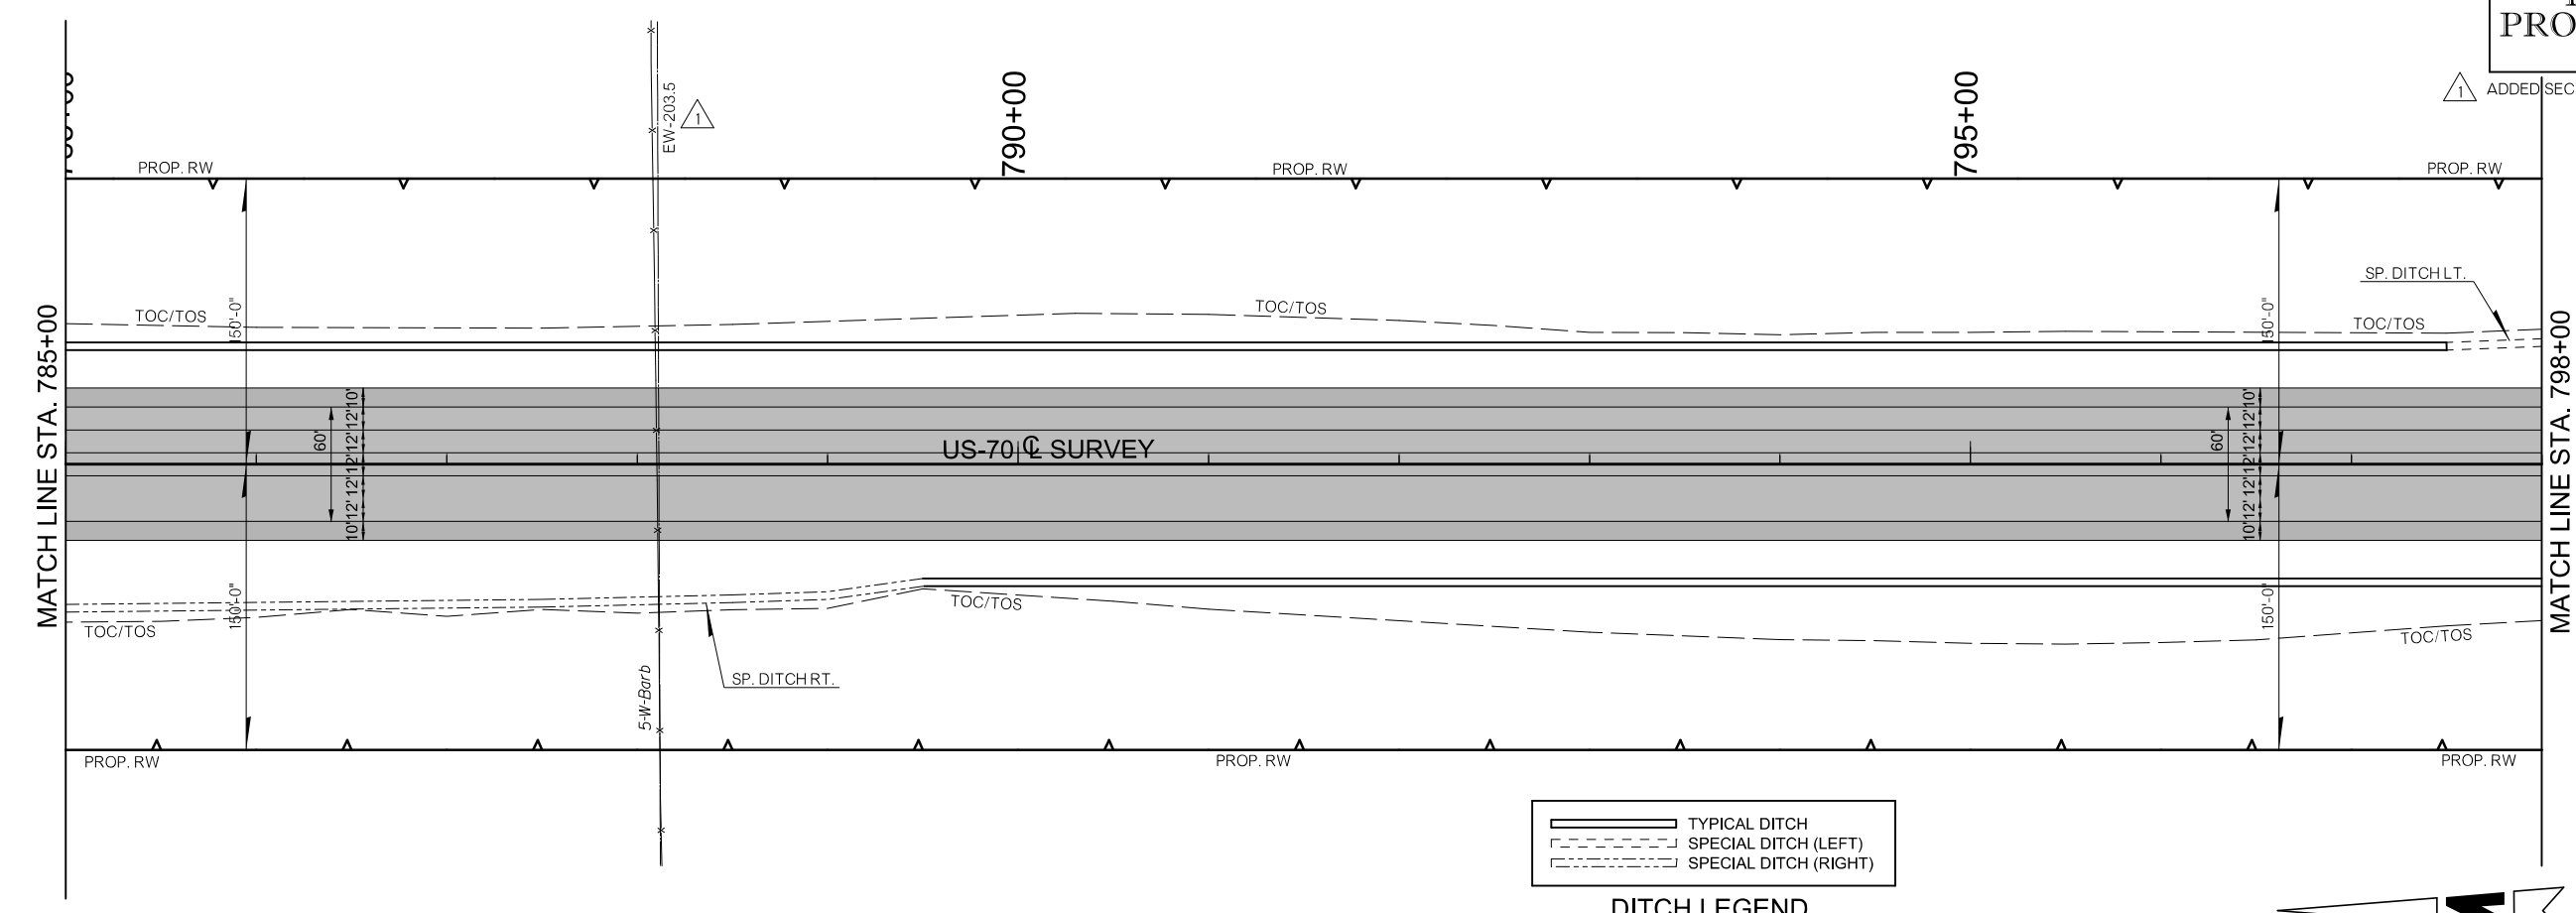 PRO
1
ADDED SEC
EW-203.5
1
790+00
795+00
PROP. RW
PROP. RW
PROP. RW
SP. DITCH LT.
TOC/TOS
TOC/TOS
TOC/TOS
150'-0"
150'-0"
MATCH LINE STA. 785+00
MATCH LINE STA. 798+00
10'
12'
12'
12'
12'
12'
10'
60'
US-70 ℄ SURVEY
10'
12'
12'
12'
12'
12'
10'
60'
150'-0"
150'-0"
TOC/TOS
TOC/TOS
TOC/TOS
SP. DITCH RT.
5-W-Barb
PROP. RW
PROP. RW
PROP. RW
TYPICAL DITCH
SPECIAL DITCH (LEFT)
SPECIAL DITCH (RIGHT)
DITCH LEGEND